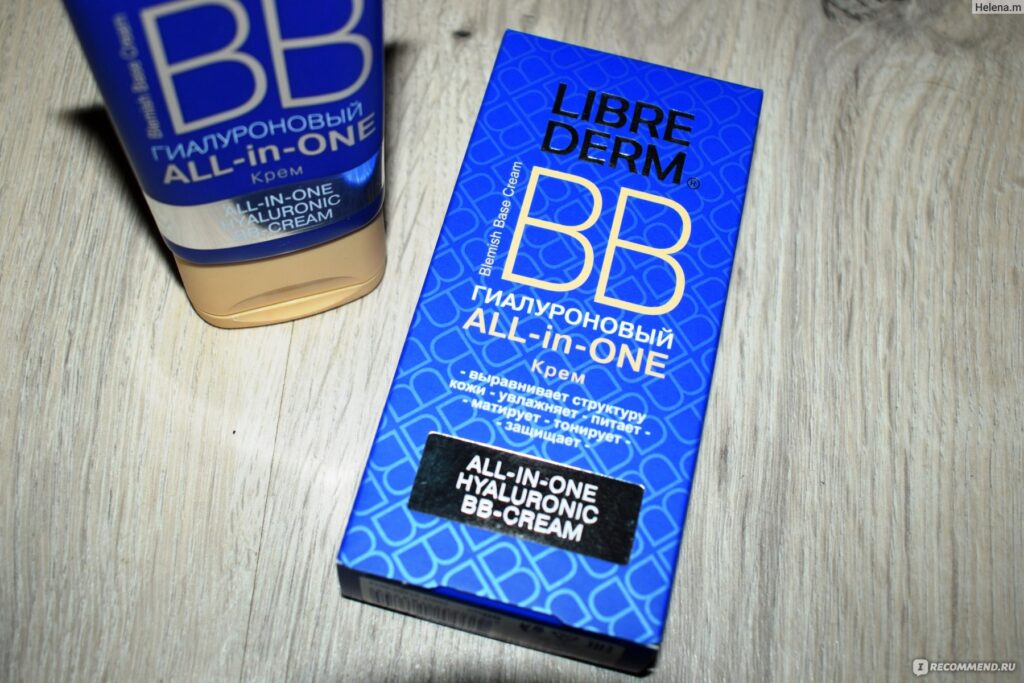 Helena.m
BB
Blemish Base Cream
ГИАЛУРОНОВЫЙ
ALL-in-ONE
Крем
ALL-IN-ONE
HYALURONIC
BB-CREAM
LIBRE
DERM®
BB
Blemish Base Cream
ГИАЛУРОНОВЫЙ
ALL-in-ONE
Крем
- выравнивает структуру
кожи - увлажняет - питает -
- матирует - тонирует -
- защищает -
ALL-IN-ONE
HYALURONIC
BB-CREAM
IRECOMMEND.RU